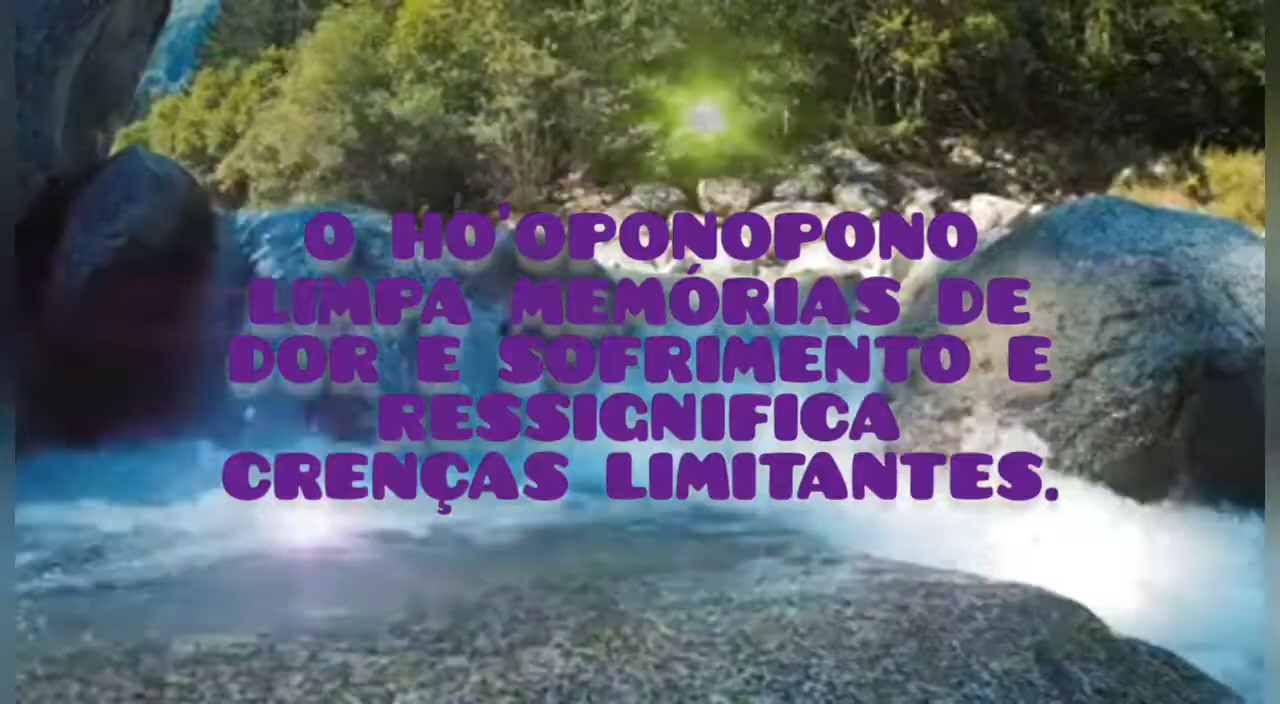 O HO'OPONOPONO
LIMPA MEMÓRIAS DE
DOR E SOFRIMENTO E
RESSIGNIFICA
CRENÇAS LIMITANTES.